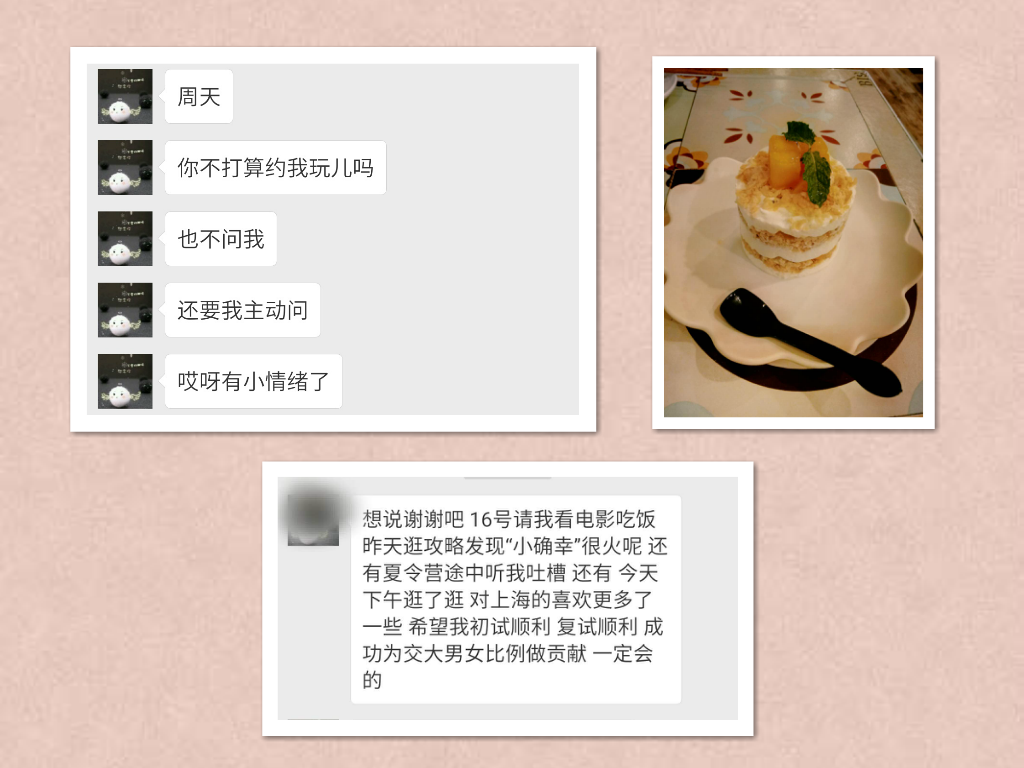 周天
你不打算约我玩儿吗
也不问我
还要我主动问
哎呀有小情绪了
想说谢谢吧 16号请我看电影吃饭
昨天逛攻略发现“小确幸”很火呢 还
有夏令营途中听我吐槽 还有 今天
下午逛了逛 对上海的喜欢更多了
一些 希望我初试顺利 复试顺利 成
功为交大男女比例做贡献 一定会
的